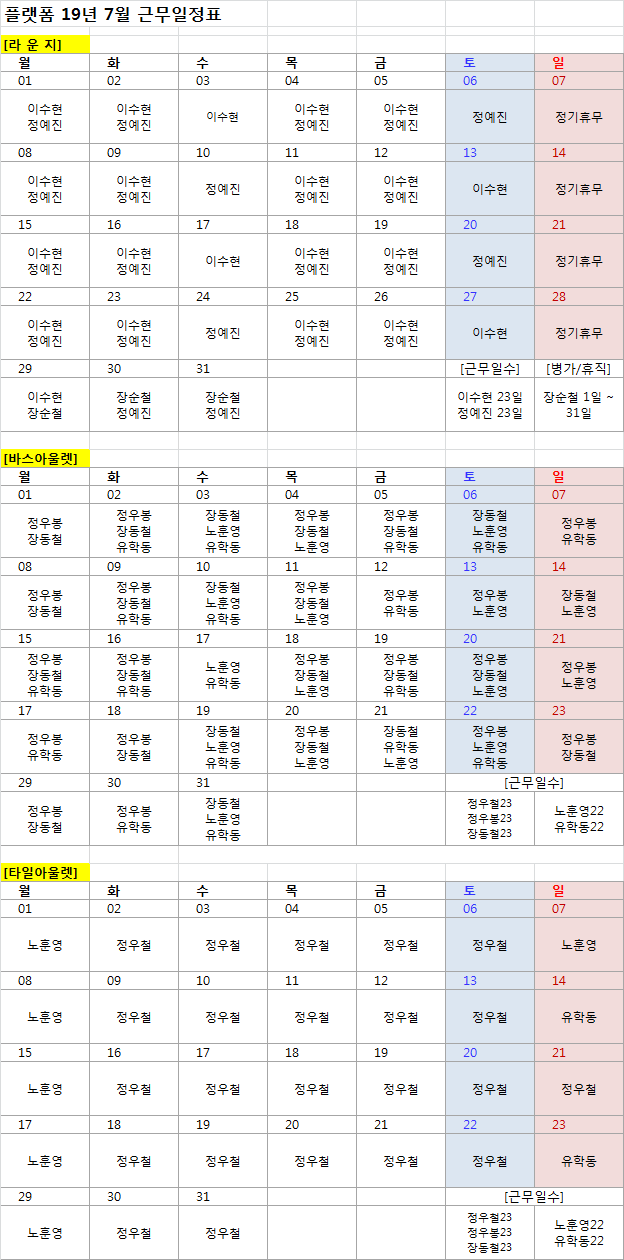 플랫폼 19년 7월 근무일정표
[라 운 지]
월 화 수 목 금 토 일
01 02 03 04 05 06 07
이수현 이수현 이수현 이수현 이수현 정예진 정기휴무
정예진 정예진 정예진 정예진
08 09 10 11 12 13 14
이수현 이수현 정예진 이수현 이수현 이수현 정기휴무
정예진 정예진 정예진 정예진
15 16 17 18 19 20 21
이수현 이수현 이수현 이수현 이수현 정예진 정기휴무
정예진 정예진 정예진 정예진
22 23 24 25 26 27 28
이수현 이수현 정예진 이수현 이수현 이수현 정기휴무
정예진 정예진 정예진 정예진
29 30 31 [근무일수] [병가/휴직]
이수현 장순철 장순철 이수현 23일 장순철 1일 ~
장순철 정예진 정예진 정예진 23일 31일
[바스아울렛]
월 화 수 목 금 토 일
01 02 03 04 05 06 07
정우봉 정우봉 장동철 정우봉 정우봉 장동철 정우봉
장동철 장동철 노훈영 장동철 장동철 노훈영 유학동
유학동 유학동 노훈영 유학동 유학동
08 09 10 11 12 13 14
정우봉 정우봉 장동철 정우봉 정우봉 정우봉 장동철
장동철 장동철 노훈영 장동철 유학동 노훈영 노훈영
유학동 유학동 노훈영
15 16 17 18 19 20 21
정우봉 정우봉 노훈영 정우봉 정우봉 정우봉 정우봉
장동철 장동철 유학동 장동철 장동철 장동철 노훈영
유학동 유학동 노훈영 유학동 노훈영
17 18 19 20 21 22 23
정우봉 정우봉 장동철 정우봉 장동철 정우봉 정우봉
유학동 장동철 노훈영 장동철 유학동 노훈영 장동철
유학동 노훈영 노훈영 유학동
29 30 31 [근무일수]
정우봉 정우봉 장동철 정우철23 노훈영22
장동철 유학동 노훈영 정우봉23 유학동22
유학동 장동철23
[타일아울렛]
월 화 수 목 금 토 일
01 02 03 04 05 06 07
노훈영 정우철 정우철 정우철 정우철 정우철 노훈영
08 09 10 11 12 13 14
노훈영 정우철 정우철 정우철 정우철 정우철 유학동
15 16 17 18 19 20 21
노훈영 정우철 정우철 정우철 정우철 정우철 정우철
17 18 19 20 21 22 23
노훈영 정우철 정우철 정우철 정우철 정우철 유학동
29 30 31 [근무일수]
노훈영 정우철 정우철 정우철23 노훈영22
정우봉23 유학동22
장동철23